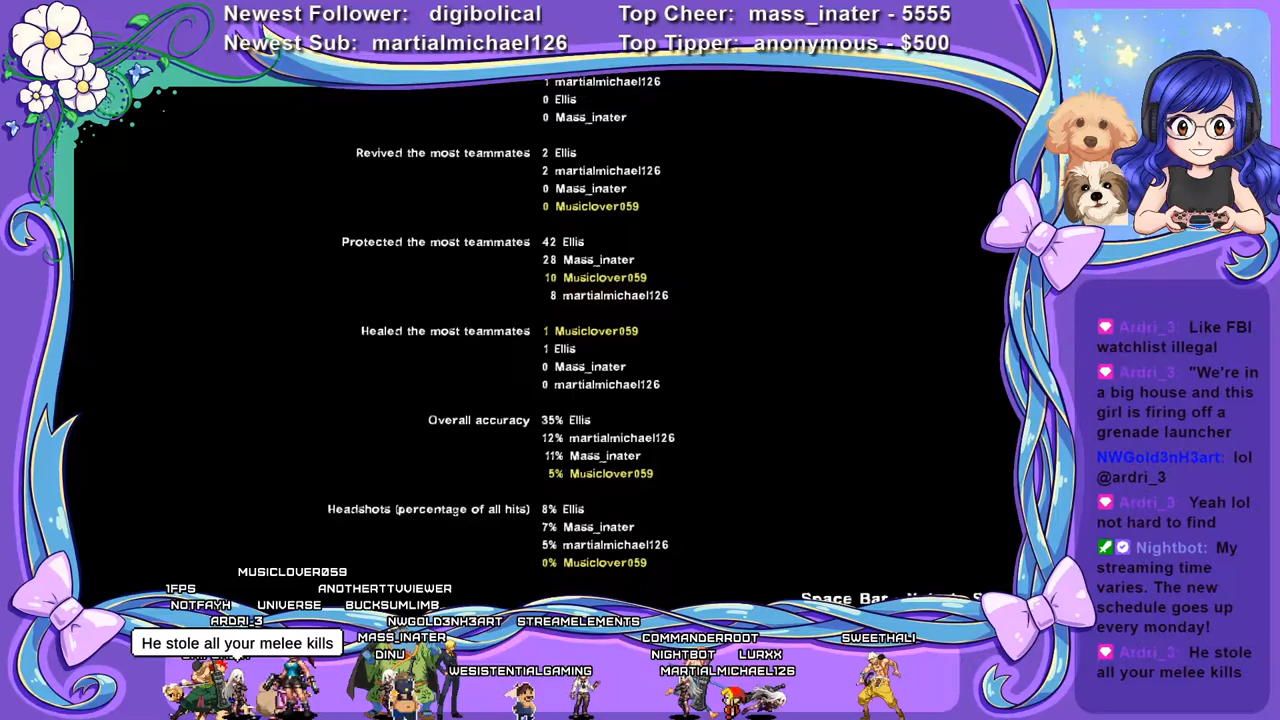 Newest Follower: digibolical
Top Cheer: mass_inater - 5555
Newest Sub: martialmichael126
Top Tipper: anonymous - $500
1 martialmichael126
0 Ellis
0 Mass_inater
Revived the most teammates 2 Ellis
2 martialmichael126
0 Mass_inater
0 Musiclover059
Protected the most teammates 42 Ellis
28 Mass_inater
10 Musiclover059
8 martialmichael126
Healed the most teammates 1 Musiclover059
1 Ellis
0 Mass_inater
0 martialmichael126
Overall accuracy 35% Ellis
12% martialmichael126
11% Mass_inater
5% Musiclover059
Headshots (percentage of all hits) 8% Ellis
7% Mass_inater
5% martialmichael126
0% Musiclover059
Space Bar
Ardri_3: Like FBI
watchlist illegal
Ardri_3: "We're in
a big house and this
girl is firing off a
grenade launcher
NWGold3nH3art: lol
@ardri_3
Ardri_3: Yeah lol
not hard to find
Nightbot: My
streaming time
varies. The new
schedule goes up
every monday!
Ardri_3: He stole
all your melee kills
MUSICLOVER059
1FPS
ANOTHERTTVVIEWER
NOTFAYH
UNIVERSE
BUCKSUMLIMB
ARDRI_3
NWGOLD3NH3ART
STREAMELEMENTS
He stole all your melee kills
MASS_INATER
COMMANDERROOT
SWEETHALI
DINU
NIGHTBOT
LURXX
WESISTENTIALGAMING
MARTIALMICHAEL126